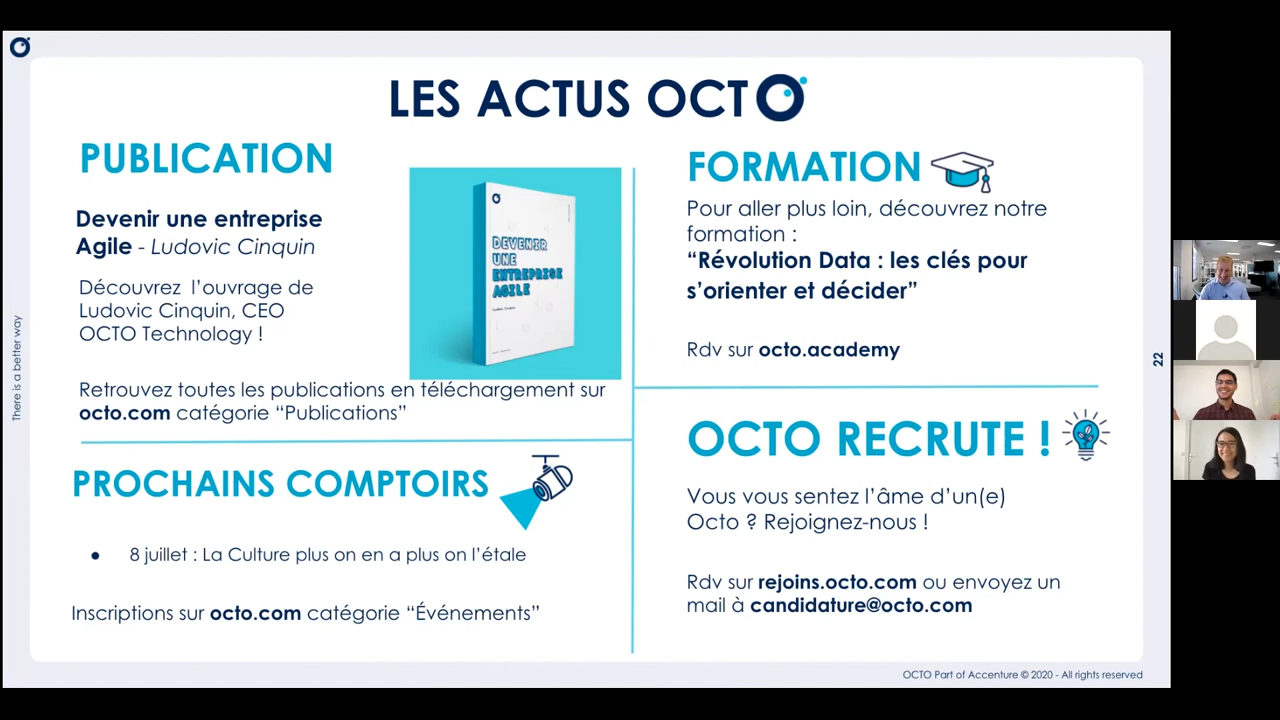 LES ACTUS OCTO
PUBLICATION
Devenir une entreprise
Agile - Ludovic Cinquin
Découvrez l’ouvrage de
Ludovic Cinquin, CEO
OCTO Technology !
DEVENIR
UNE
ENTREPRISE
AGILE
Retrouvez toutes les publications en téléchargement sur
octo.com catégorie “Publications”
PROCHAINS COMPTOIRS
● 8 juillet : La Culture plus on en a plus on l’étale
Inscriptions sur octo.com catégorie “Événements”
FORMATION
Pour aller plus loin, découvrez notre
formation :
“Révolution Data : les clés pour
s’orienter et décider”
Rdv sur octo.academy
OCTO RECRUTE !
Vous vous sentez l’âme d’un(e)
Octo ? Rejoignez-nous !
Rdv sur rejoins.octo.com ou envoyez un
mail à candidature@octo.com
There is a better way
22
OCTO Part of Accenture © 2020 - All rights reserved